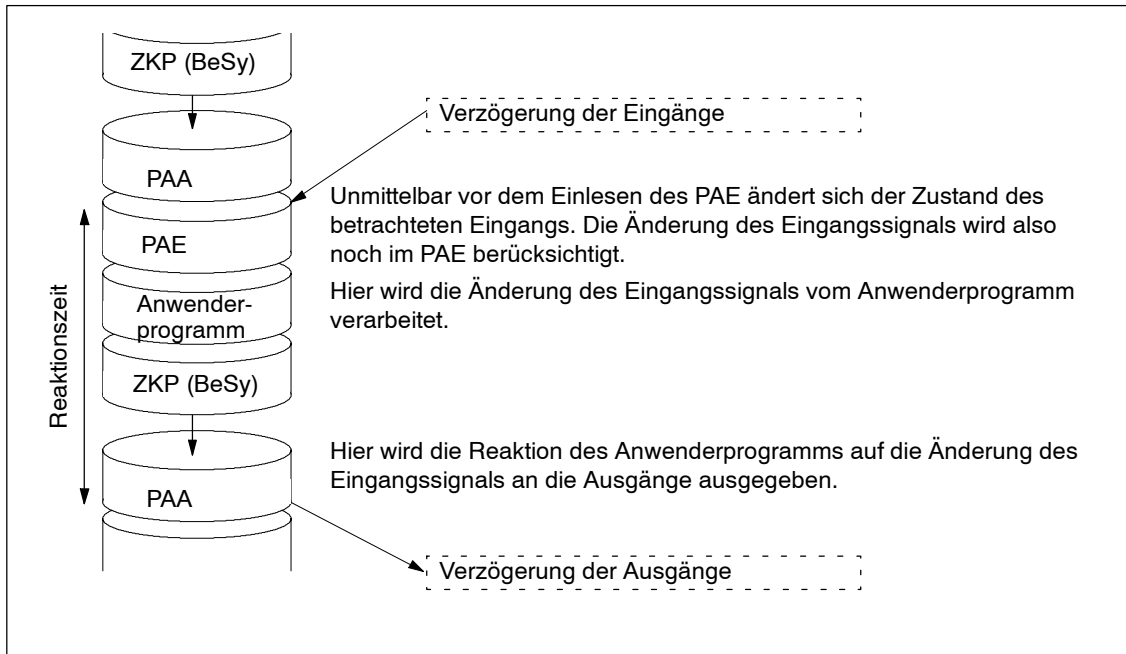 ZKP (BeSy)
Verzögerung der Eingänge
PAA
Unmittelbar vor dem Einlesen des PAE ändert sich der Zustand des
betrachteten Eingangs. Die Änderung des Eingangssignals wird also
noch im PAE berücksichtigt.
PAE
Hier wird die Änderung des Eingangssignals vom Anwenderprogramm
verarbeitet.
Anwender-
programm
Reaktionszeit
ZKP (BeSy)
Hier wird die Reaktion des Anwenderprogramms auf die Änderung des
Eingangssignals an die Ausgänge ausgegeben.
PAA
Verzögerung der Ausgänge